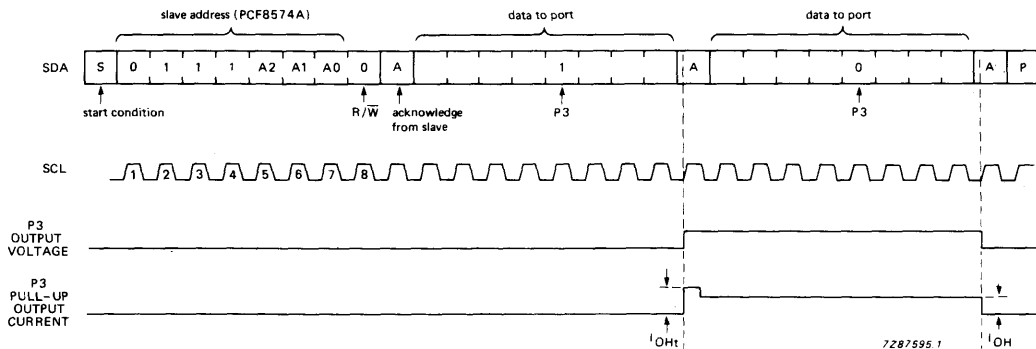 slave address (PCF8574A) data to port data to port
SDA S 0 1 1 1 A2 A1 A0 0 A 1 A 0 A P
start condition R/W acknowledge from slave P3 P3
SCL 1 2 3 4 5 6 7 8
P3 OUTPUT VOLTAGE
P3 PULL-UP OUTPUT CURRENT
IOHt IOH
7Z87595.1